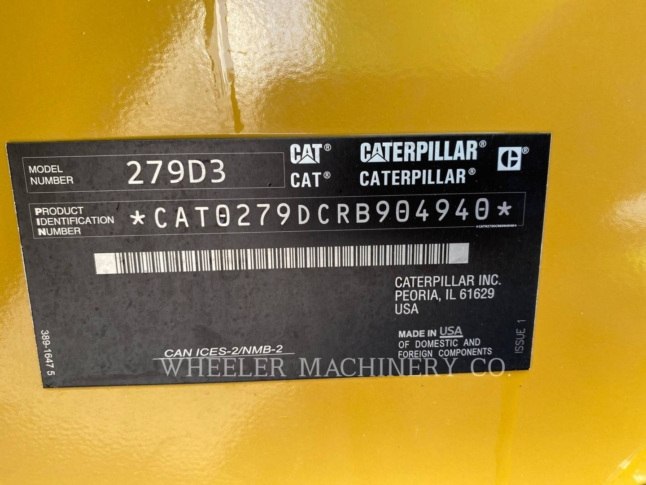 MODEL NUMBER 279D3
CAT® CATERPILLAR® C®
CAT® CATERPILLAR®
PRODUCT
IDENTIFICATION
NUMBER
*CAT0279DCRB904940*
CATERPILLAR INC.
PEORIA, IL 61629
USA
MADE IN USA
OF DOMESTIC AND
FOREIGN COMPONENTS
ISSUE 1
389-1647 5
CAN ICES-2/NMB-2
WHEELER MACHINERY CO.